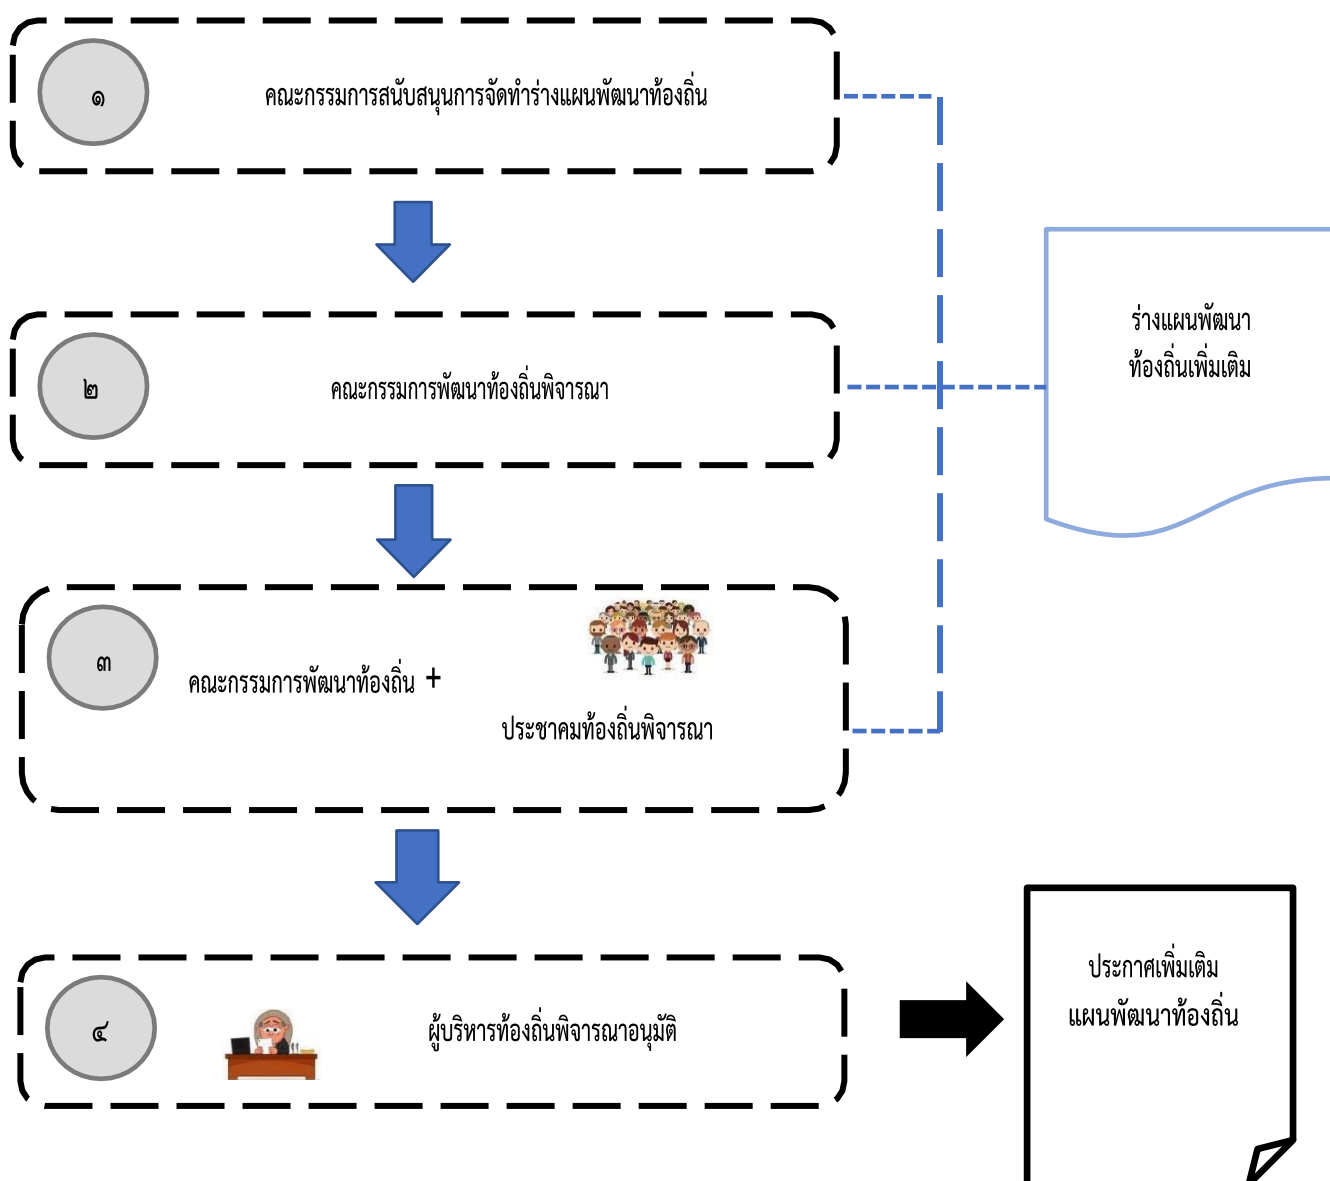 ๑
คณะกรรมการสนับสนุนการจัดทำร่างแผนพัฒนาท้องถิ่น
๒
คณะกรรมการพัฒนาท้องถิ่นพิจารณา
ร่างแผนพัฒนา
ท้องถิ่นเพิ่มเติม
๓
คณะกรรมการพัฒนาท้องถิ่น +
ประชาคมท้องถิ่นพิจารณา
๔
ผู้บริหารท้องถิ่นพิจารณาอนุมัติ
ประกาศเพิ่มเติม
แผนพัฒนาท้องถิ่น